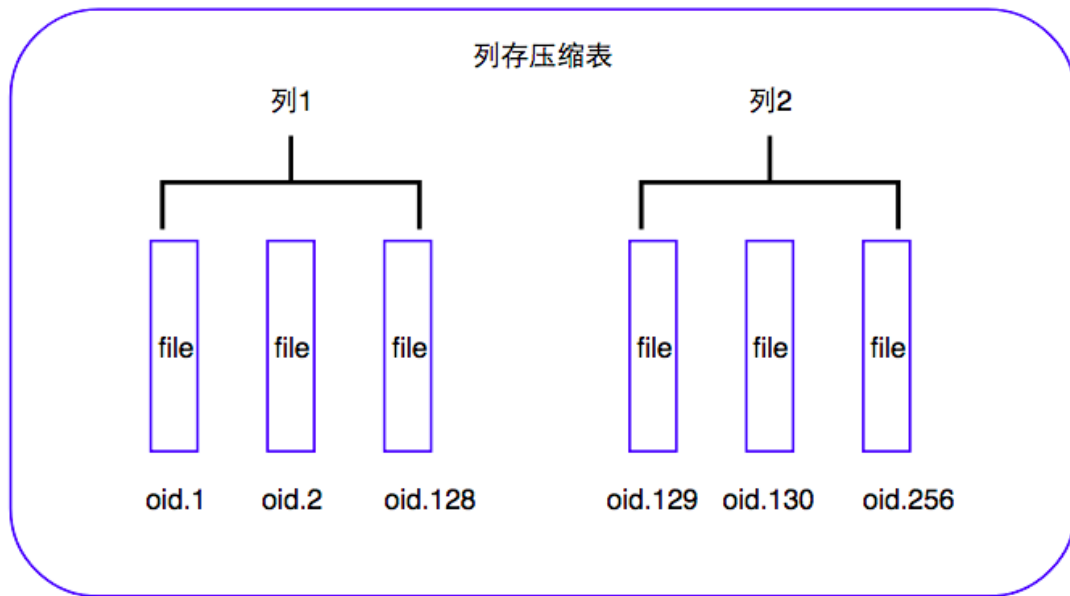 列存压缩表
列1 列2
file file file file file file
oid.1 oid.2 oid.128 oid.129 oid.130 oid.256